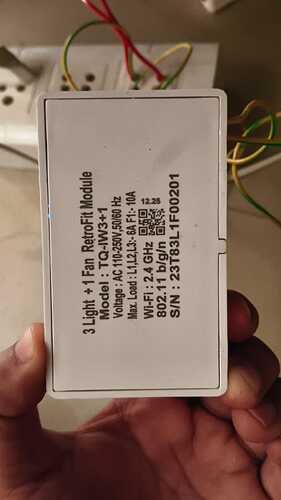 3 Light + 1 Fan RetroFit Module
Model : TQ-IW3+1
Voltage : AC 110-250V,50/60 Hz
Max. Load : L1,L2,L3:- 6A F1:- 10A
12.25
Wi-Fi : 2.4 GHz
802.11 b/g/n
S/N : 23T83L1F00201